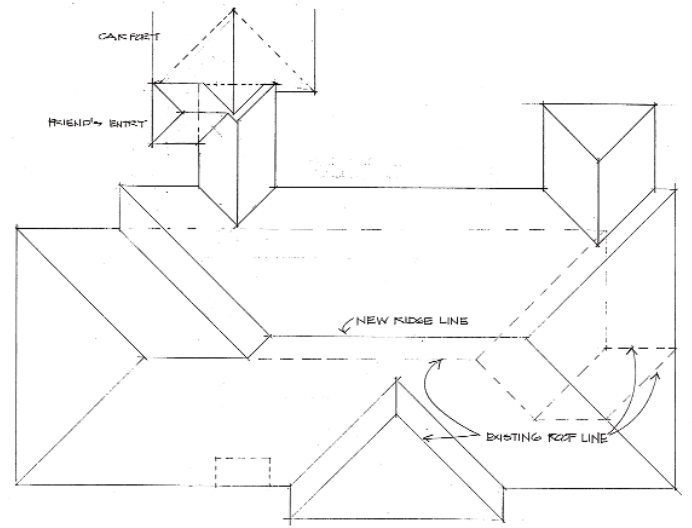 CARPORT
FRIEND'S ENTRY
NEW RIDGE LINE
EXISTING ROOF LINE